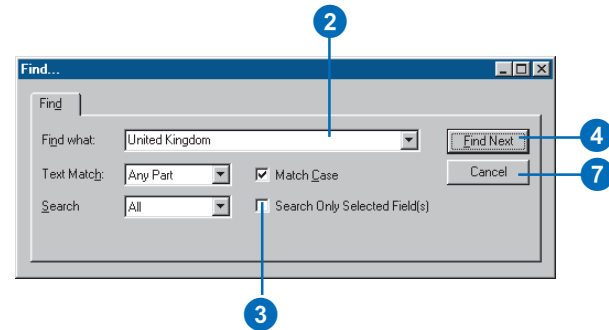 2
Find...
Find
Find what: United Kingdom Find Next 4
Text Match: Any Part Match Case Cancel 7
Search All Search Only Selected Field(s)
3